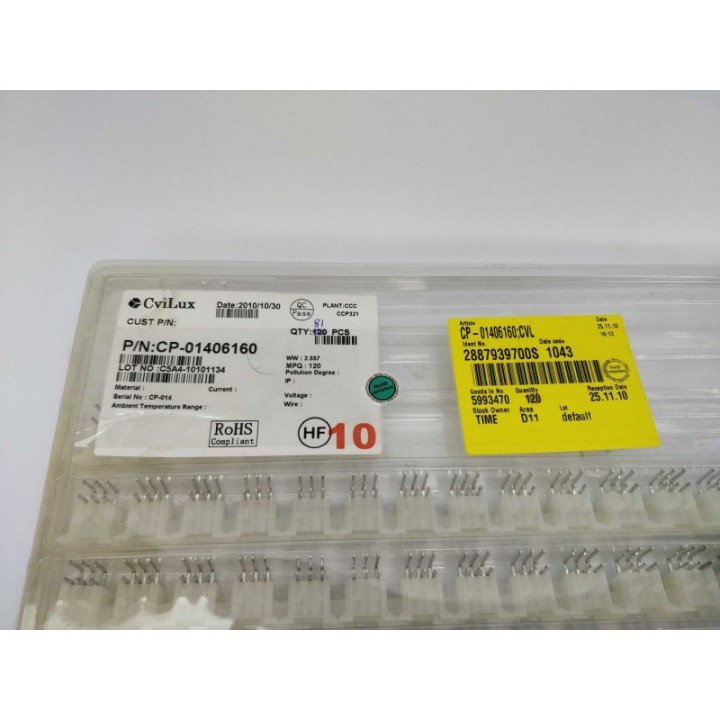 CviLux
Date:2010/10/30
QC
Pass
PLANT:CCC
CCP321
CUST P/N:
81
QTY:120 PCS
P/N:CP-01406160
WW : 2.557
MPQ : 120
LOT NO :C5A4-10101134
Pollution Degree :
IP :
Material :
Current :
Voltage :
Serial No : CP-014
Wire :
Ambient Temperature Range :
RoHS
Compliant
HF
10
Artto
CP-01406160;CVL
Date
25.11.10
16:13
Ident No.
Date code
2887939700S 1043
Goods in No
Quantity
Reception Date
5993470
120
25.11.10
Stock Owner
Area
Lot
TIME
D11
default